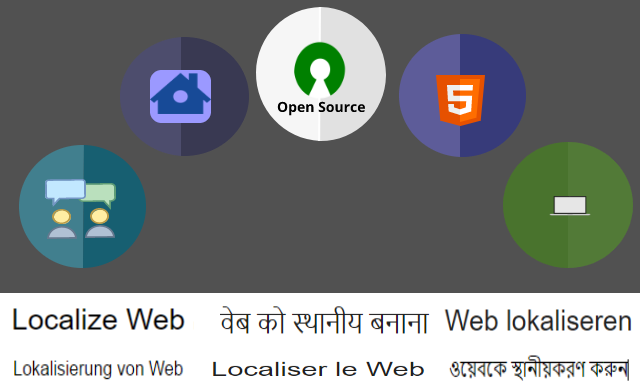 Open Source
5
Localize Web
वेब को स्थानीय बनाना
Web lokaliseren
Lokalisierung von Web
Localiser le Web
ওয়েবকে স্থানীয়করণ করুন